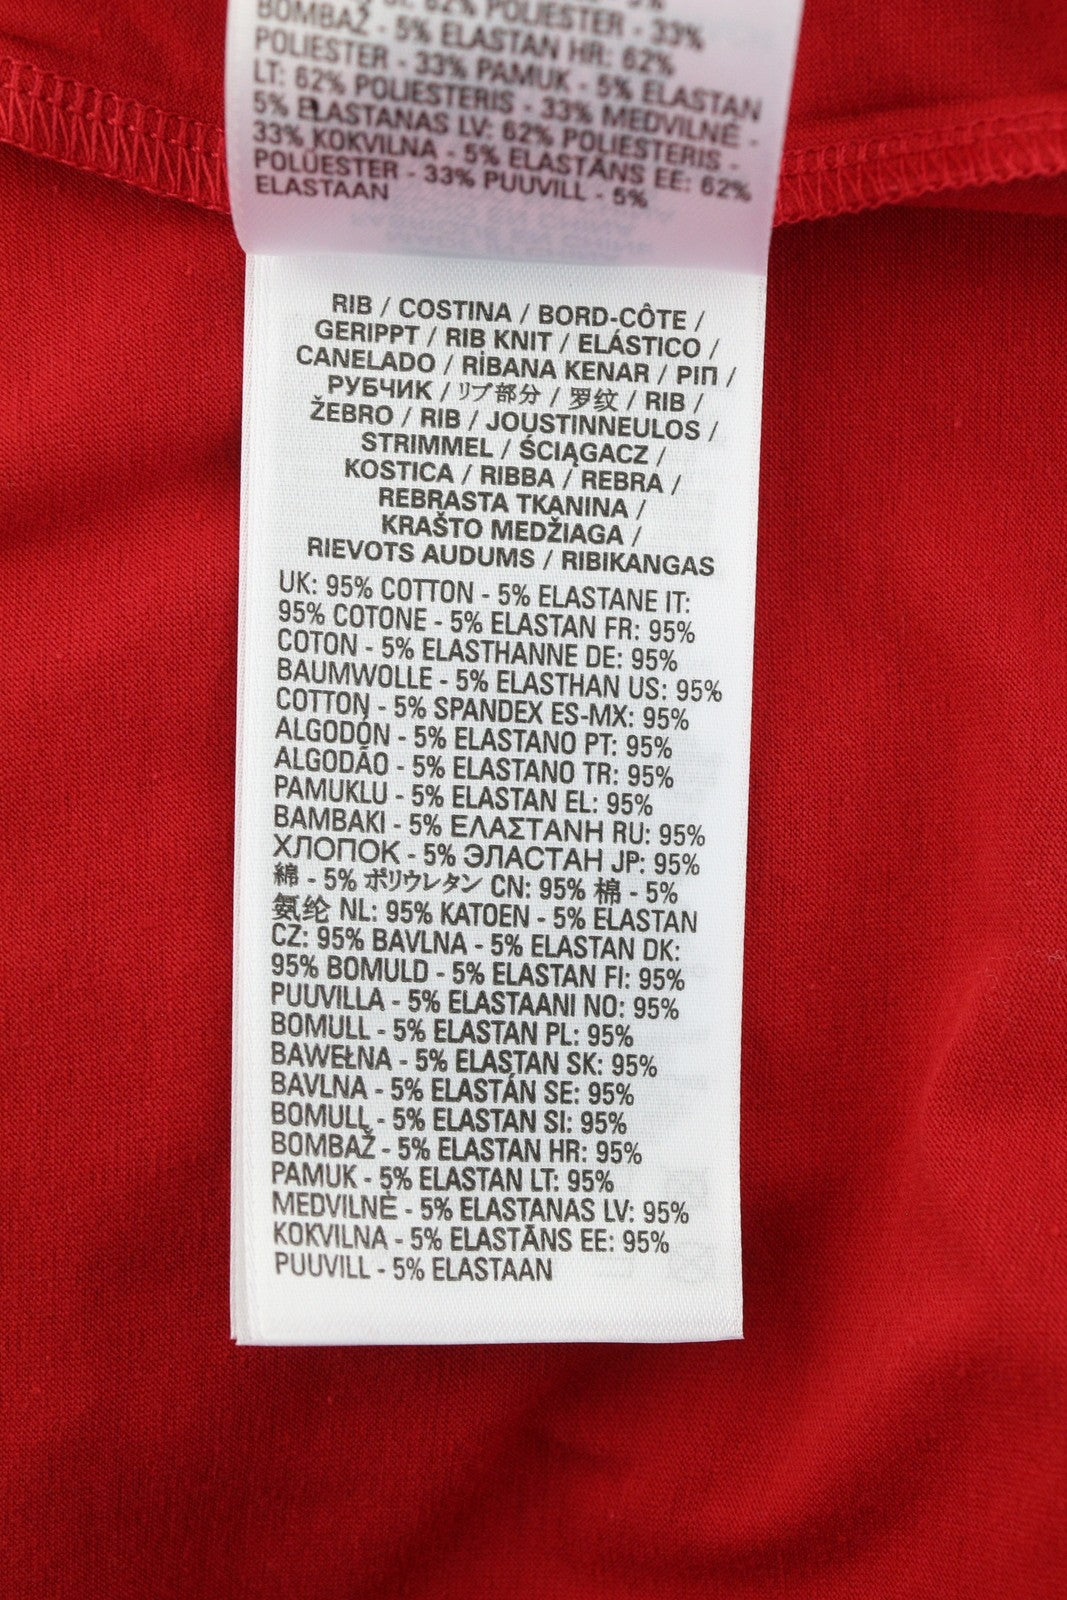 62% POLIESTER - 33%
BOMBAŽ - 5% ELASTAN HR: 62%
POLIESTER - 33% PAMUK - 5% ELASTAN
LT: 62% POLIESTERIS - 33% MEDVILNĖ -
5% ELASTANAS LV: 62% POLIESTERIS -
33% KOKVILNA - 5% ELASTĀNS EE: 62%
POLÜESTER - 33% PUUVILL - 5%
ELASTAAN
RIB / COSTINA / BORD-CÔTE /
GERIPPT / RIB KNIT / ELÁSTICO /
CANELADO / RİBANA KENAR / ΡΙΠ /
РУБЧИК / リブ部分 / 罗纹 / RIB /
ŽEBRO / RIB / JOUSTINNEULOS /
STRIMMEL / ŚCIĄGACZ /
KOSTICA / RIBBA / REBRA /
REBRASTA TKANINA /
KRAŠTO MEDŽIAGA /
RIEVOTS AUDUMS / RIBIKANGAS
UK: 95% COTTON - 5% ELASTANE IT:
95% COTONE - 5% ELASTAN FR: 95%
COTON - 5% ELASTHANNE DE: 95%
BAUMWOLLE - 5% ELASTHAN US: 95%
COTTON - 5% SPANDEX ES-MX: 95%
ALGODÓN - 5% ELASTANO PT: 95%
ALGODÃO - 5% ELASTANO TR: 95%
PAMUKLU - 5% ELASTAN EL: 95%
ΒΑΜΒΑΚΙ - 5% ΕΛΑΣΤΑΝΗ RU: 95%
ХЛОПОК - 5% ЭЛАСТАН JP: 95%
綿 - 5% ポリウレタン CN: 95% 棉 - 5%
氨纶 NL: 95% KATOEN - 5% ELASTAN
CZ: 95% BAVLNA - 5% ELASTAN DK:
95% BOMULD - 5% ELASTAN FI: 95%
PUUVILLA - 5% ELASTAANI NO: 95%
BOMULL - 5% ELASTAN PL: 95%
BAWEŁNA - 5% ELASTAN SK: 95%
BAVLNA - 5% ELASTÁN SE: 95%
BOMULL - 5% ELASTAN SI: 95%
BOMBAŽ - 5% ELASTAN HR: 95%
PAMUK - 5% ELASTAN LT: 95%
MEDVILNĖ - 5% ELASTANAS LV: 95%
KOKVILNA - 5% ELASTĀNS EE: 95%
PUUVILL - 5% ELASTAAN